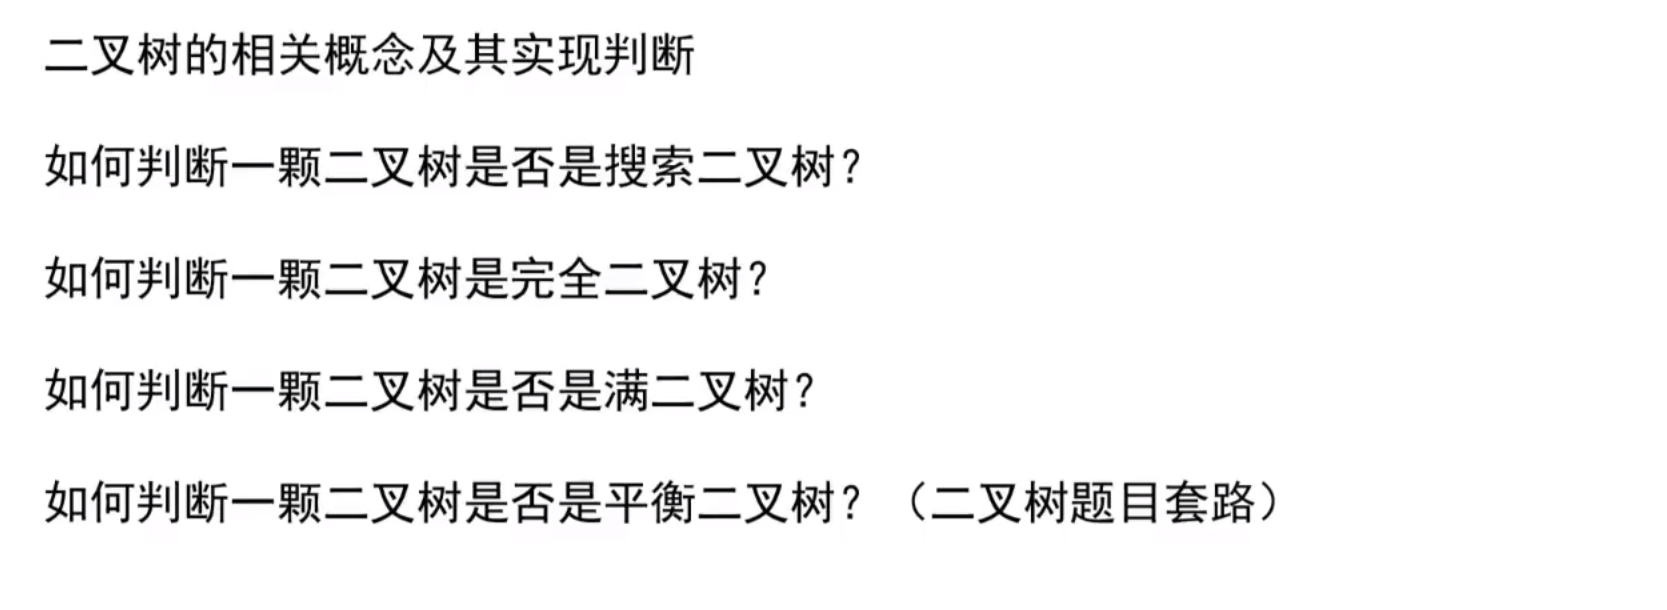 二叉树的相关概念及其实现判断
如何判断一颗二叉树是否是搜索二叉树？
如何判断一颗二叉树是完全二叉树？
如何判断一颗二叉树是否是满二叉树？
如何判断一颗二叉树是否是平衡二叉树？（二叉树题目套路）